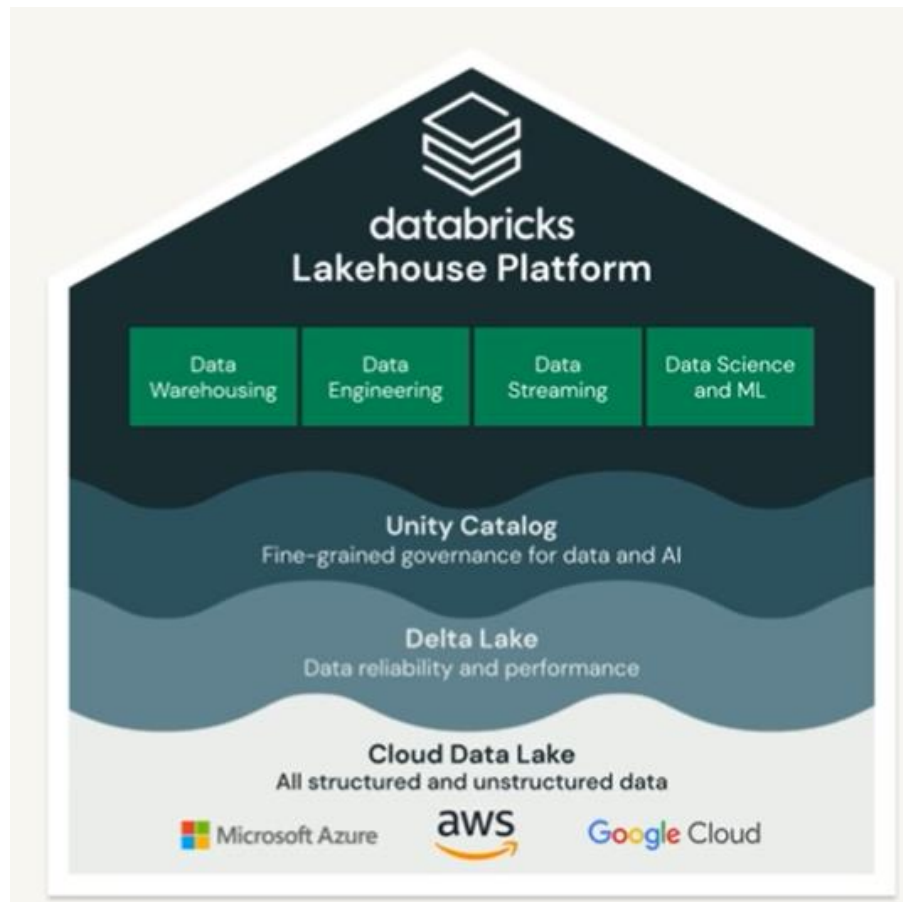 databricks
Lakehouse Platform
Data
Warehousing
Data
Engineering
Data
Streaming
Data Science
and ML
Unity Catalog
Fine-grained governance for data and AI
Delta Lake
Data reliability and performance
Cloud Data Lake
All structured and unstructured data
Microsoft Azure
aws
Google Cloud